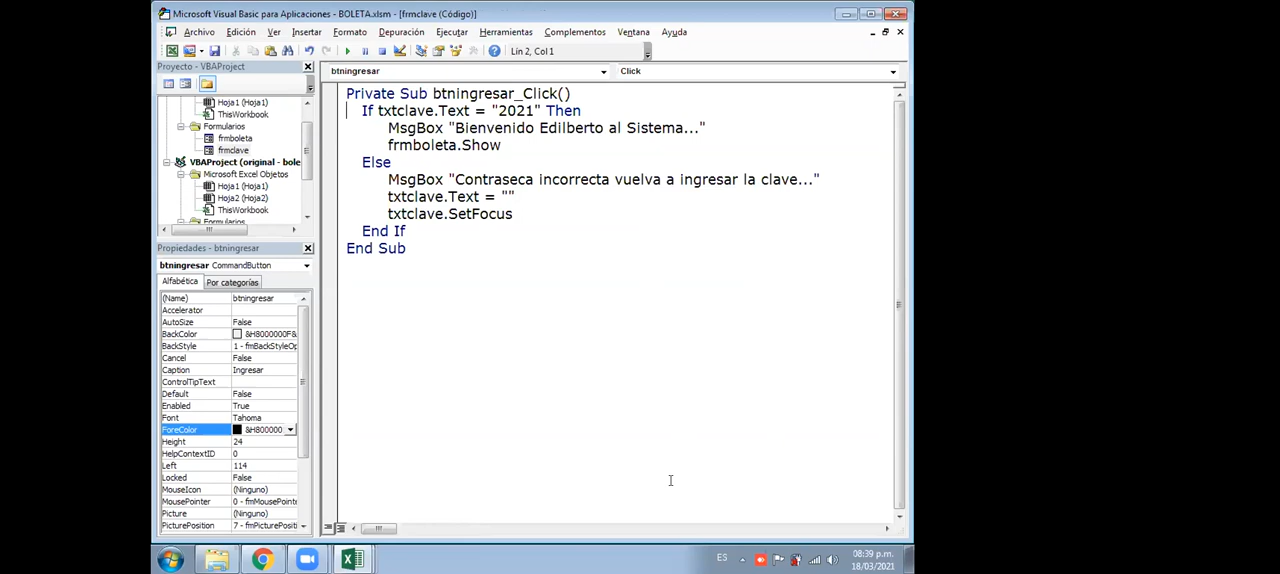 Microsoft Visual Basic para Aplicaciones - BOLETA.xlsm - [frmclave (Código)]
Archivo Edición Ver Insertar Formato Depuración Ejecutar Herramientas Complementos Ventana Ayuda
Lín 2, Col 1
Proyecto - VBAProject
Hoja1 (Hoja1)
ThisWorkbook
Formularios
frmboleta
frmclave
VBAProject (original - bole
Microsoft Excel Objetos
Hoja1 (Hoja1)
Hoja2 (Hoja2)
ThisWorkbook
Formularios
Propiedades - btningresar
btningresar CommandButton
Alfabética Por categorías
(Name) btningresar
Accelerator
AutoSize False
BackColor &H8000000F&
BackStyle 1 - fmBackStyleOp
Cancel False
Caption Ingresar
ControlTipText
Default False
Enabled True
Font Tahoma
ForeColor &H800000
Height 24
HelpContextID 0
Left 114
Locked False
MouseIcon (Ninguno)
MousePointer 0 - fmMousePointe
Picture (Ninguno)
PicturePosition 7 - fmPicturePositi
btningresar Click
Private Sub btningresar_Click()
If txtclave.Text = "2021" Then
MsgBox "Bienvenido Edilberto al Sistema..."
frmboleta.Show
Else
MsgBox "Contraseca incorrecta vuelva a ingresar la clave..."
txtclave.Text = ""
txtclave.SetFocus
End If
End Sub
ES
08:39 p.m.
18/03/2021